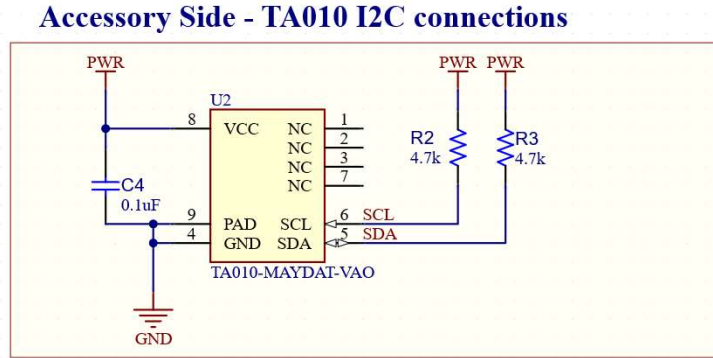 Accessory Side - TA010 I2C connections
PWR
PWR PWR
U2
8 VCC NC 1
NC 2
NC 3
NC 7
R2
4.7k
R3
4.7k
C4
0.1uF
9 PAD SCL 6 SCL
4 GND SDA 5 SDA
TA010-MAYDAT-VAO
GND